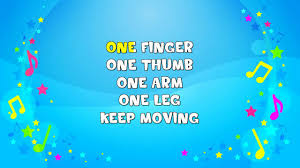 ONE FINGER
ONE THUMB
ONE ARM
ONE LEG
KEEP MOVING